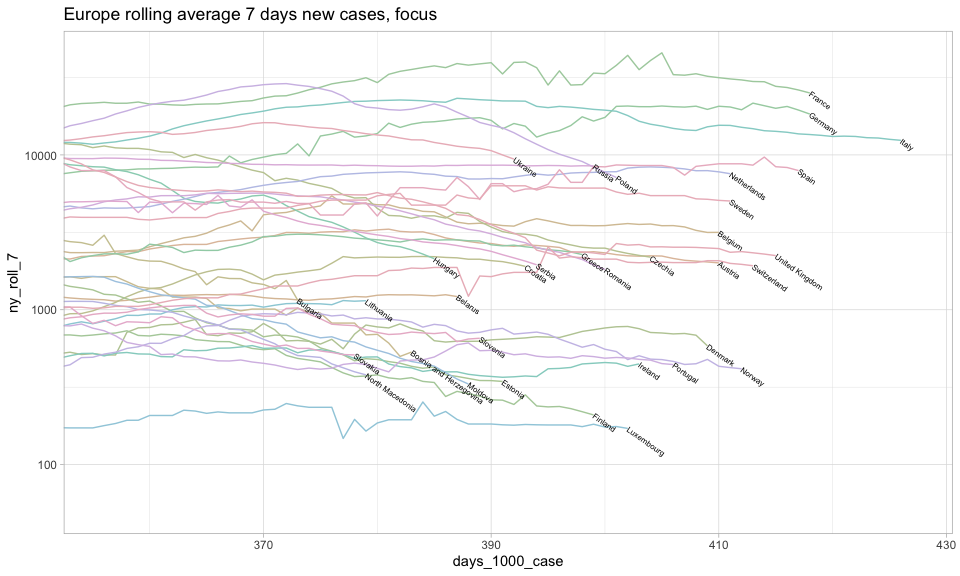 Europe rolling average 7 days new cases, focus
ny_roll_7
10000
1000
100
France
Germany
Italy
Ukraine
Russia
Poland
Spain
Netherlands
Sweden
Belgium
United Kingdom
Hungary
Croatia
Serbia
Greece
Romania
Czechia
Austria
Switzerland
Bulgaria
Lithuania
Belarus
Slovenia
Denmark
Norway
Portugal
Ireland
Slovakia
North Macedonia
Bosnia and Herzegovina
Moldova
Estonia
Finland
Luxembourg
370
390
410
430
days_1000_case